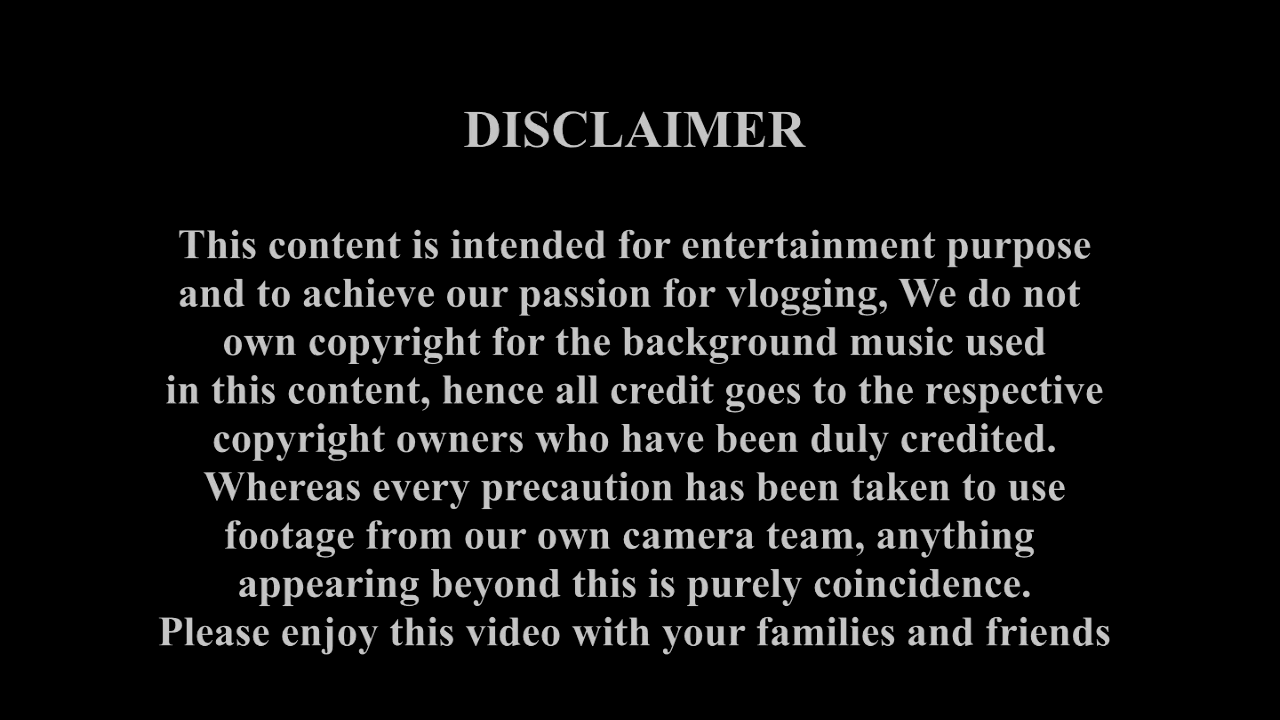 DISCLAIMER
This content is intended for entertainment purpose
and to achieve our passion for vlogging, We do not
own copyright for the background music used
in this content, hence all credit goes to the respective
copyright owners who have been duly credited.
Whereas every precaution has been taken to use
footage from our own camera team, anything
appearing beyond this is purely coincidence.
Please enjoy this video with your families and friends